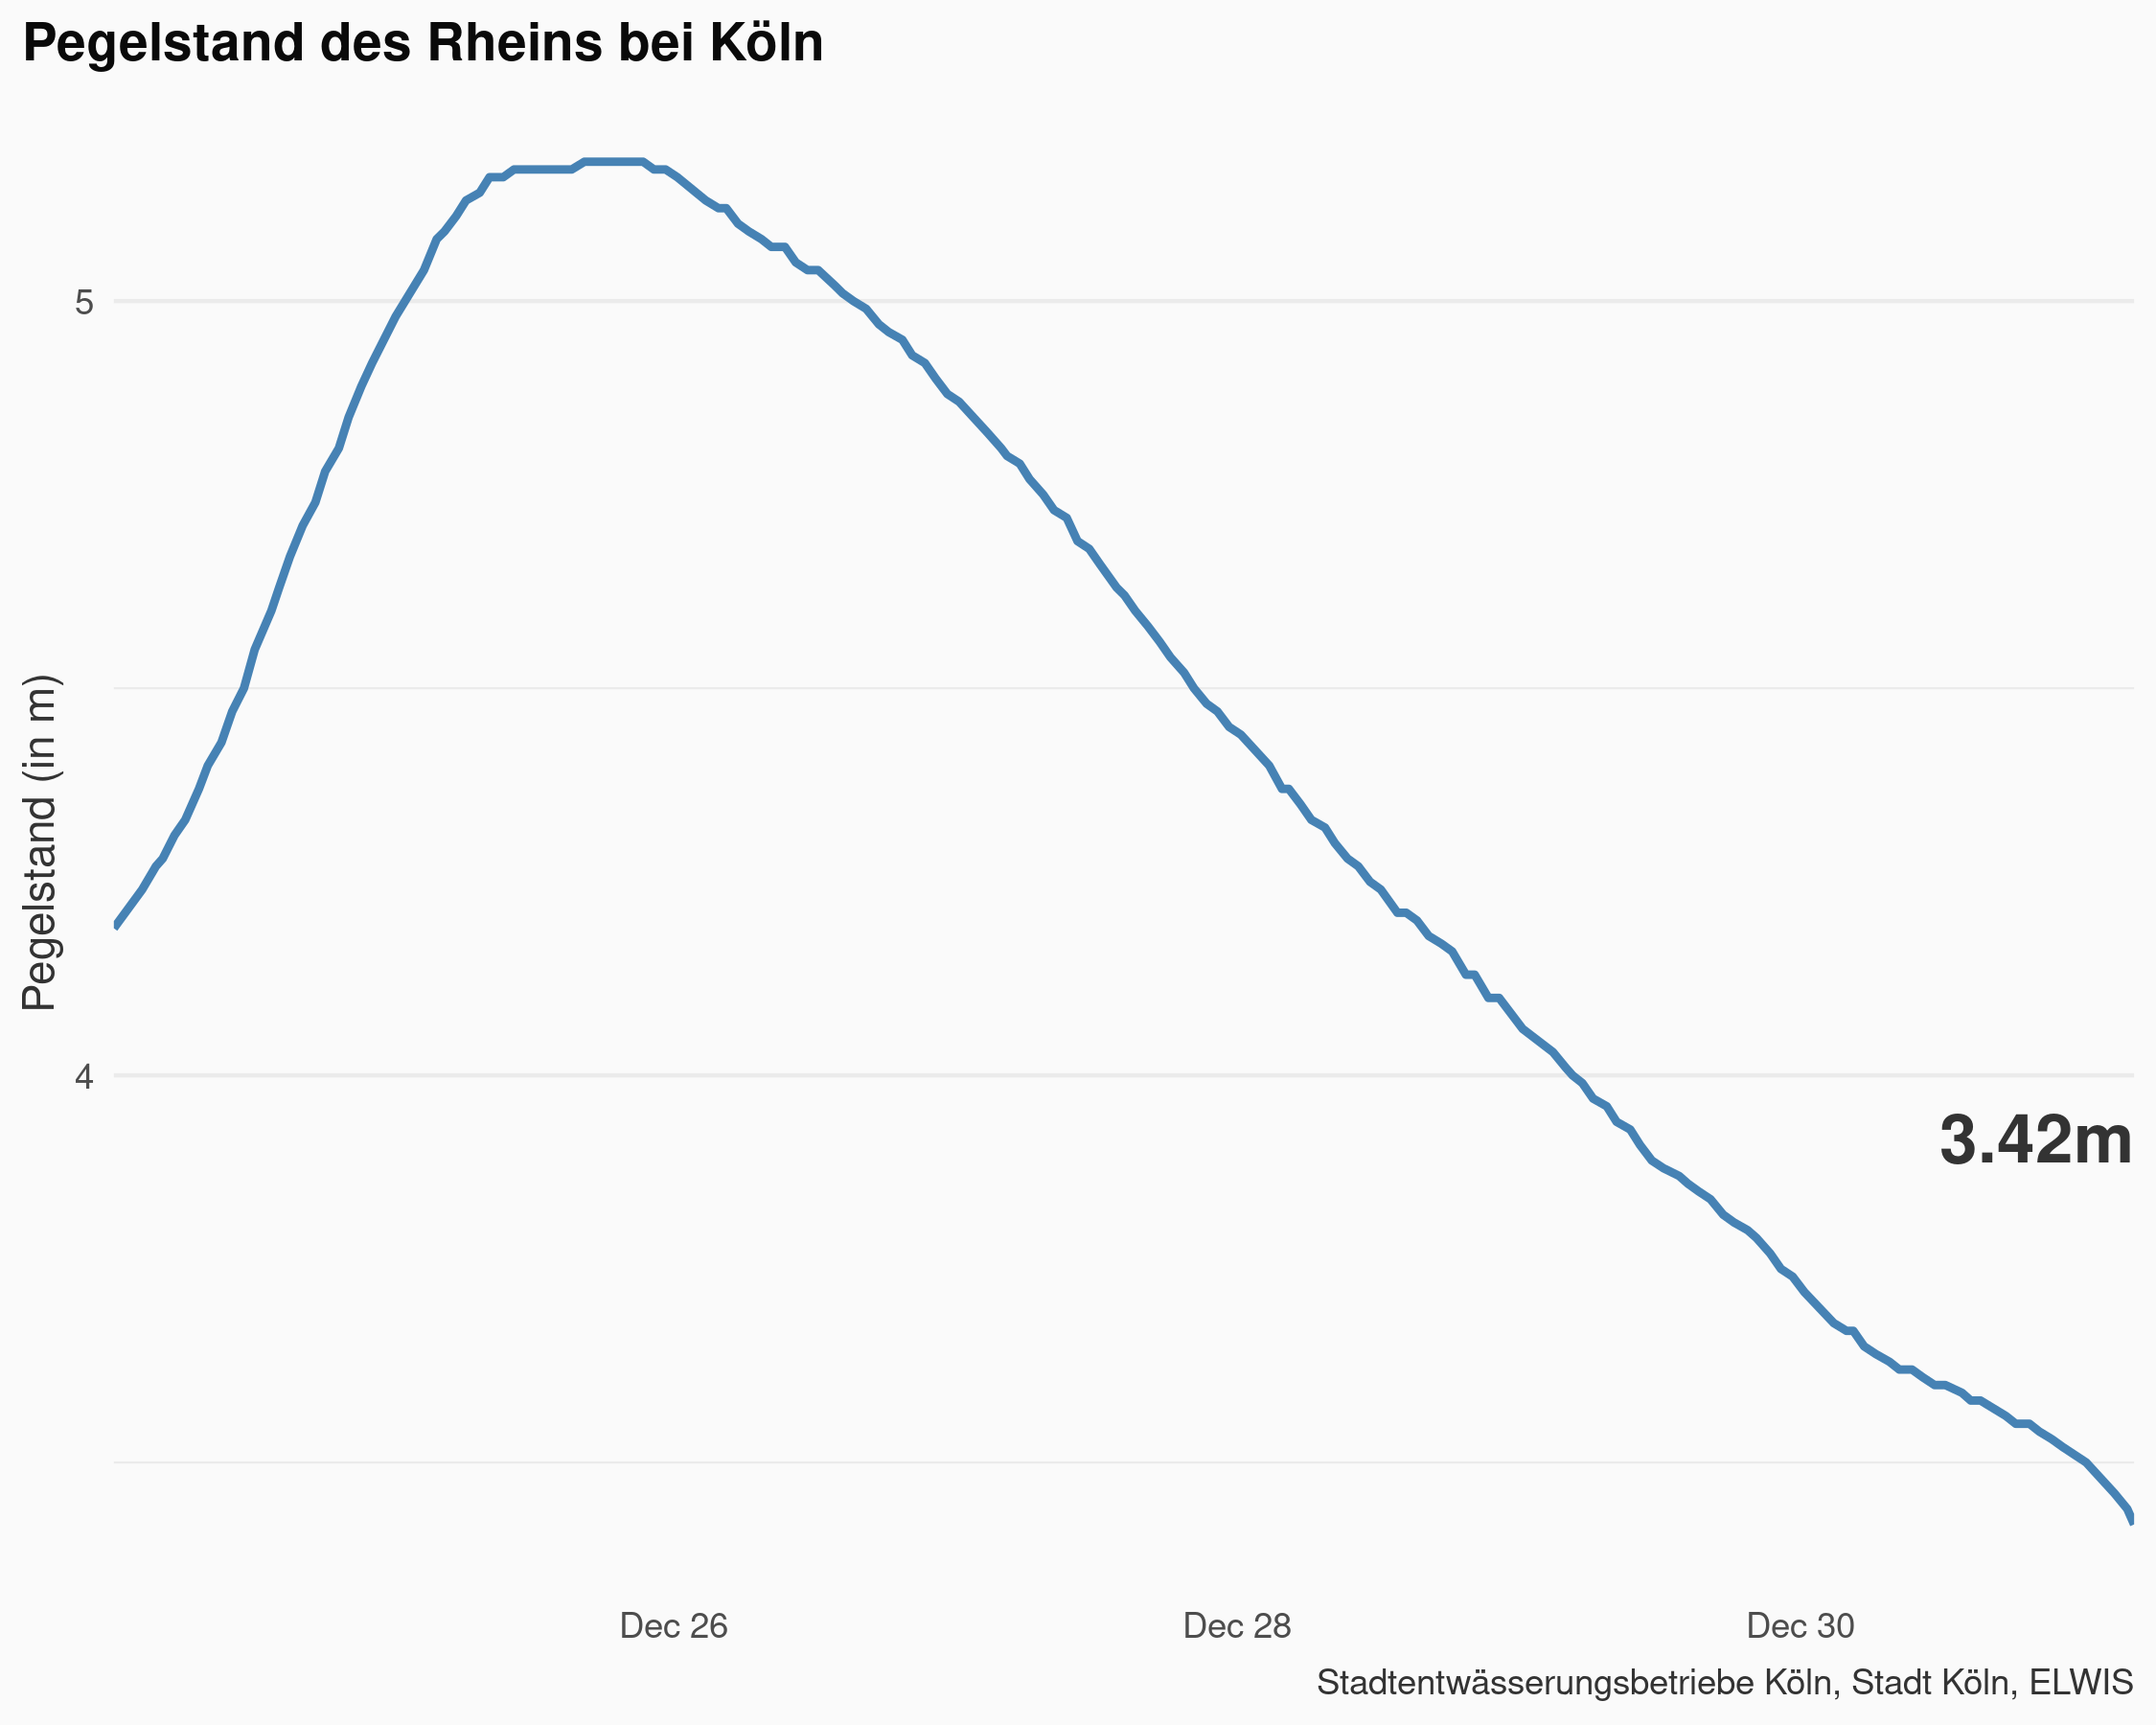 Pegelstand des Rheins bei Köln
Pegelstand (in m)
5
4
3.42m
Dec 26
Dec 28
Dec 30
Stadtentwässerungsbetriebe Köln, Stadt Köln, ELWIS